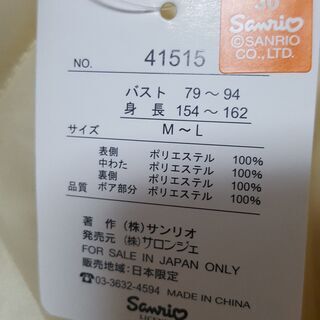 30
Sanrio
©SANRIO
CO.,LTD.
NO. 41515
バスト 79～94
身長 154～162
サイズ M～L
表側 ポリエステル 100%
中わた ポリエステル 100%
裏側 ポリエステル 100%
品質 ボア部分 ポリエステル 100%
著作 (株)サンリオ
発売元 (株)サロンジェ
FOR SALE IN JAPAN ONLY
販売地域:日本限定
☎03-3632-4594 MADE IN CHINA
Sanrio